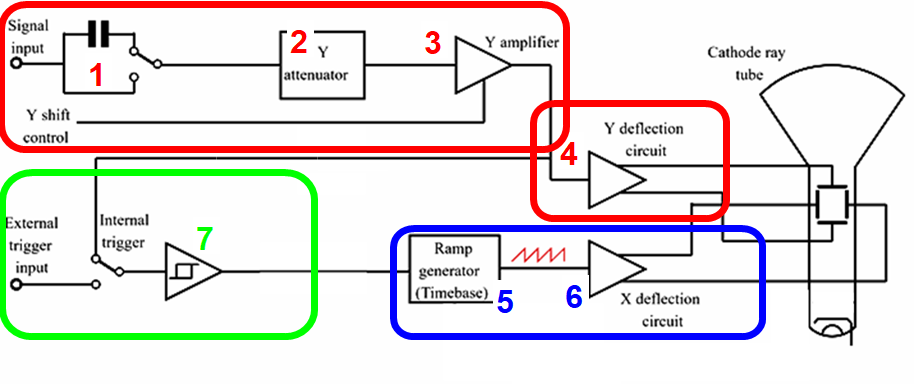 Signal
input
1
2
Y
attenuator
3
Y amplifier
Cathode ray
tube
Y shift
control
4
Y deflection
circuit
External
trigger
input
Internal
trigger
7
Ramp
generator
(Timebase)
5
6
X deflection
circuit